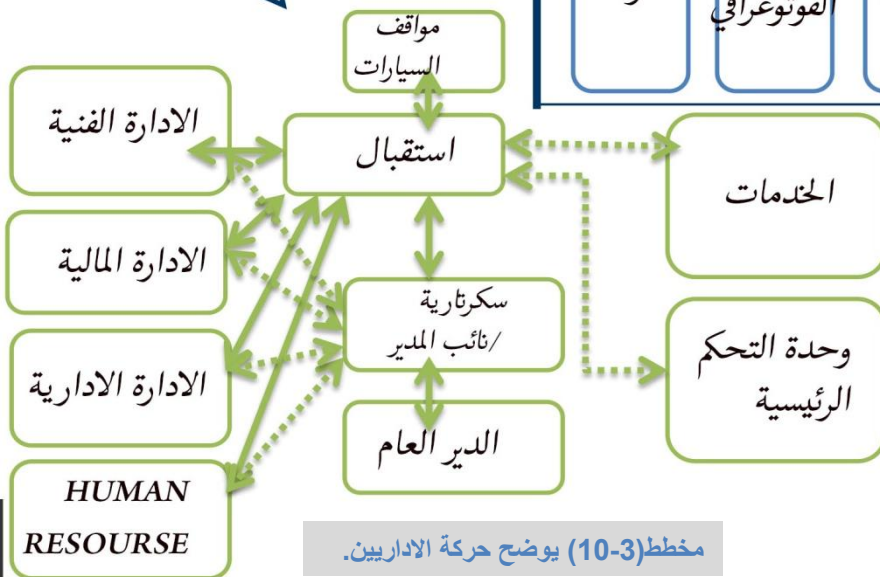 الفوتوغرافي
مواقف
السيارات
الادارة الفنية
استقبال
الخدمات
الادارة المالية
سكرتارية
/نائب المدير
وحدة التحكم
الرئيسية
الادارة الادارية
الدير العام
HUMAN
RESOURSE
مخطط(3-10) يوضح حركة الاداريين.